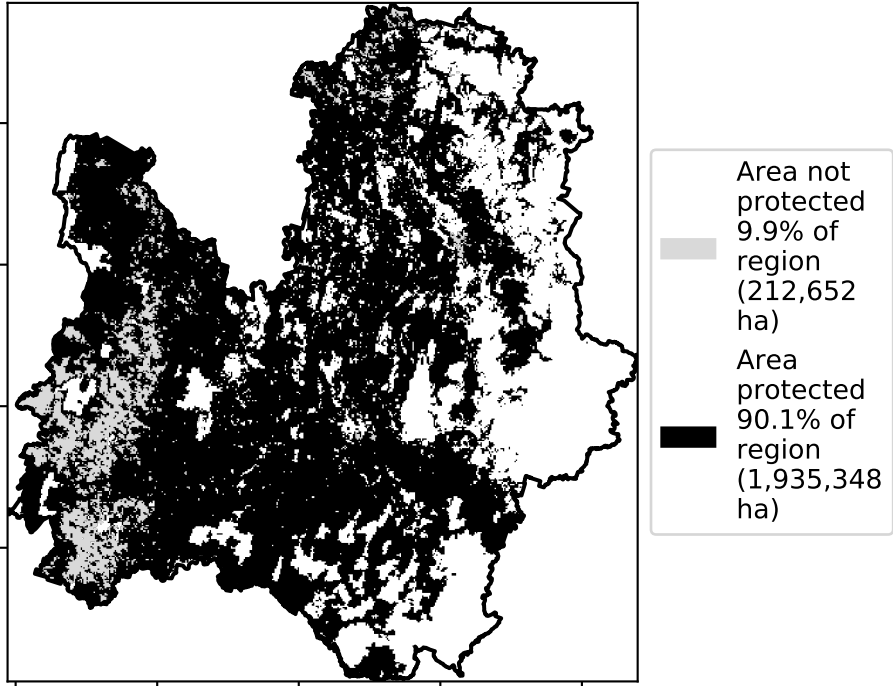 Area not
protected
9.9% of
region
(212,652
ha)
Area
protected
90.1% of
region
(1,935,348
ha)